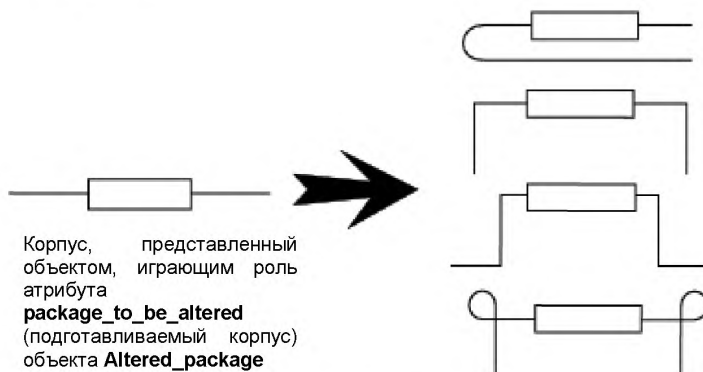 Корпус, представленный
объектом, играющим роль
атрибута
package_to_be_altered
(подготавливаемый корпус)
объекта Altered_package